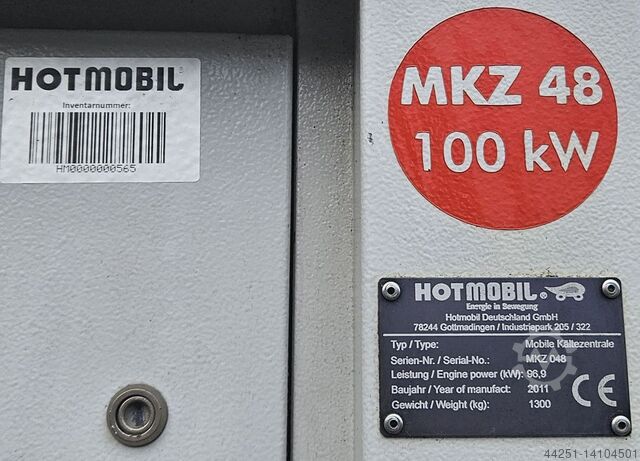 HOTMOBIL
Inventarnummer:
HM0000000565
MKZ 48
100 kW
HOTMOBIL®
Energie in Bewegung
Hotmobil Deutschland GmbH
78244 Gottmadingen / Industriepark 205 / 322
Typ / Type: Mobile Kältezentrale
Serien-Nr. / Serial-No.: MKZ 048
Leistung / Engine power (kW): 96,9
Baujahr / Year of manufact: 2011
Gewicht / Weight (kg): 1300
CE
44251-14104501